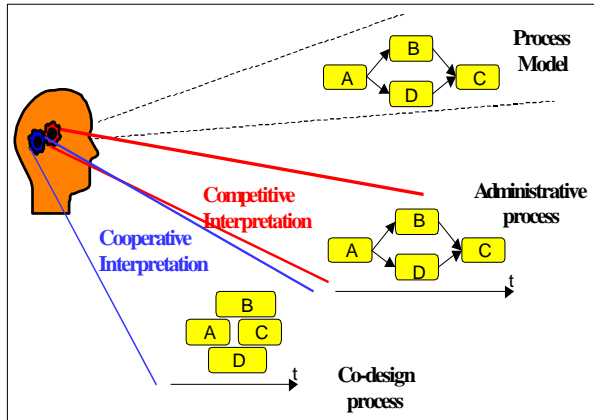 B
Process
Model
A
C
D
Competitive
Interpretation
Administrative
process
B
Cooperative
Interpretation
A
C
D
t
B
A
C
D
t
Co-design
process